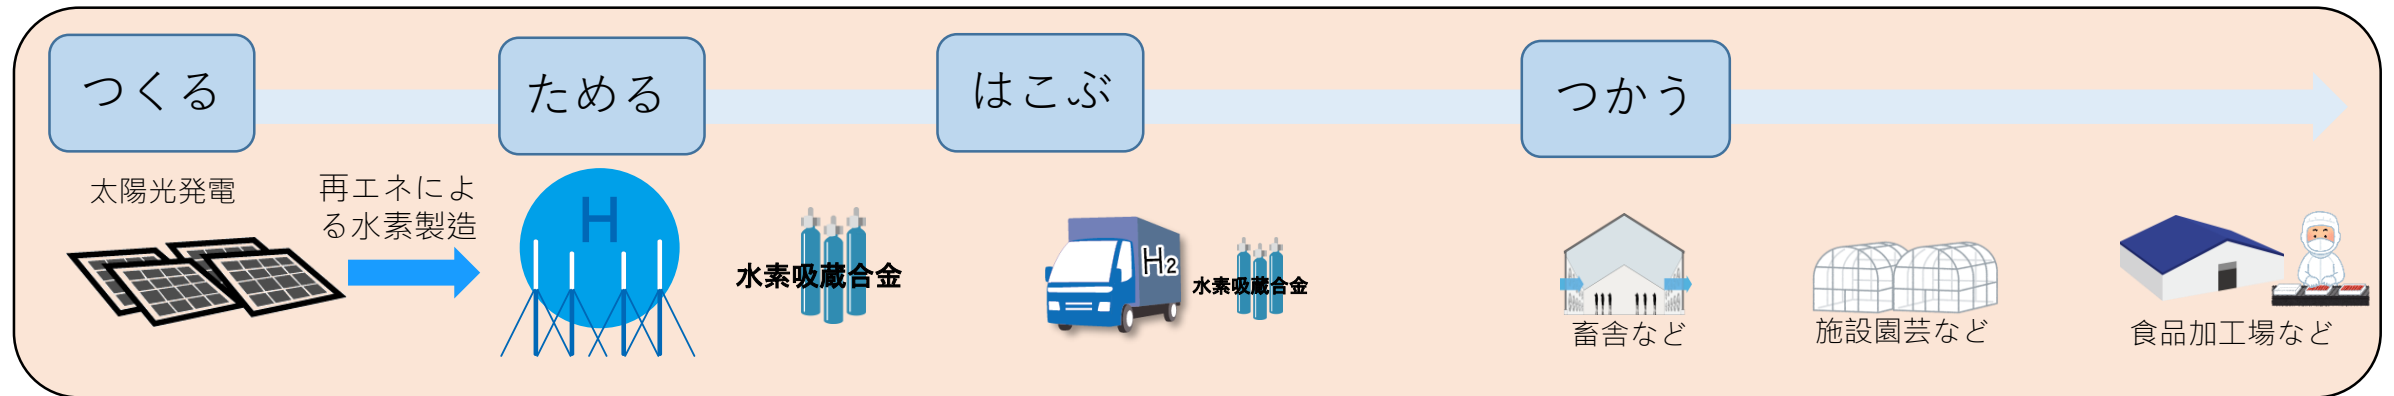 つくる
ためる
はこぶ
つかう
太陽光発電
再エネによ
る水素製造
H
水素吸蔵合金
H2
水素吸蔵合金
畜舎など
施設園芸など
食品加工場など